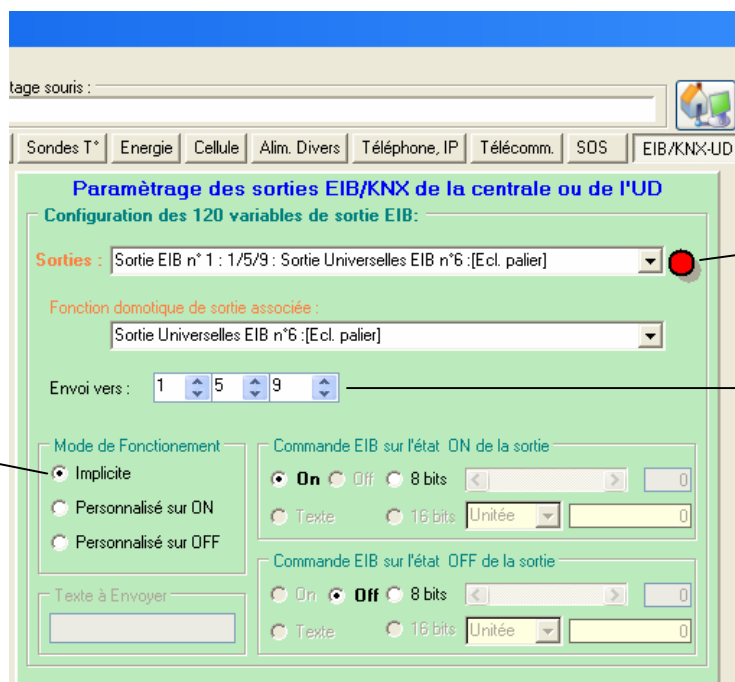 tage souris :
Sondes T° Energie Cellule Alim. Divers Téléphone, IP Télécomm. SOS EIB/KNX-UD
Paramètrage des sorties EIB/KNX de la centrale ou de l'UD
Configuration des 120 variables de sortie EIB:
Sorties : Sortie EIB n° 1 : 1/5/9 : Sortie Universelles EIB n°6 :[Ecl. palier]
Fonction domotique de sortie associée :
Sortie Universelles EIB n°6 :[Ecl. palier]
Envoi vers : 1 5 9
Mode de Fonctionement
Implicite
Personnalisé sur ON
Personnalisé sur OFF
Texte à Envoyer
Commande EIB sur l'état ON de la sortie
On Off 8 bits 0
Texte 16 bits Unitée 0
Commande EIB sur l'état OFF de la sortie
On Off 8 bits 0
Texte 16 bits Unitée 0